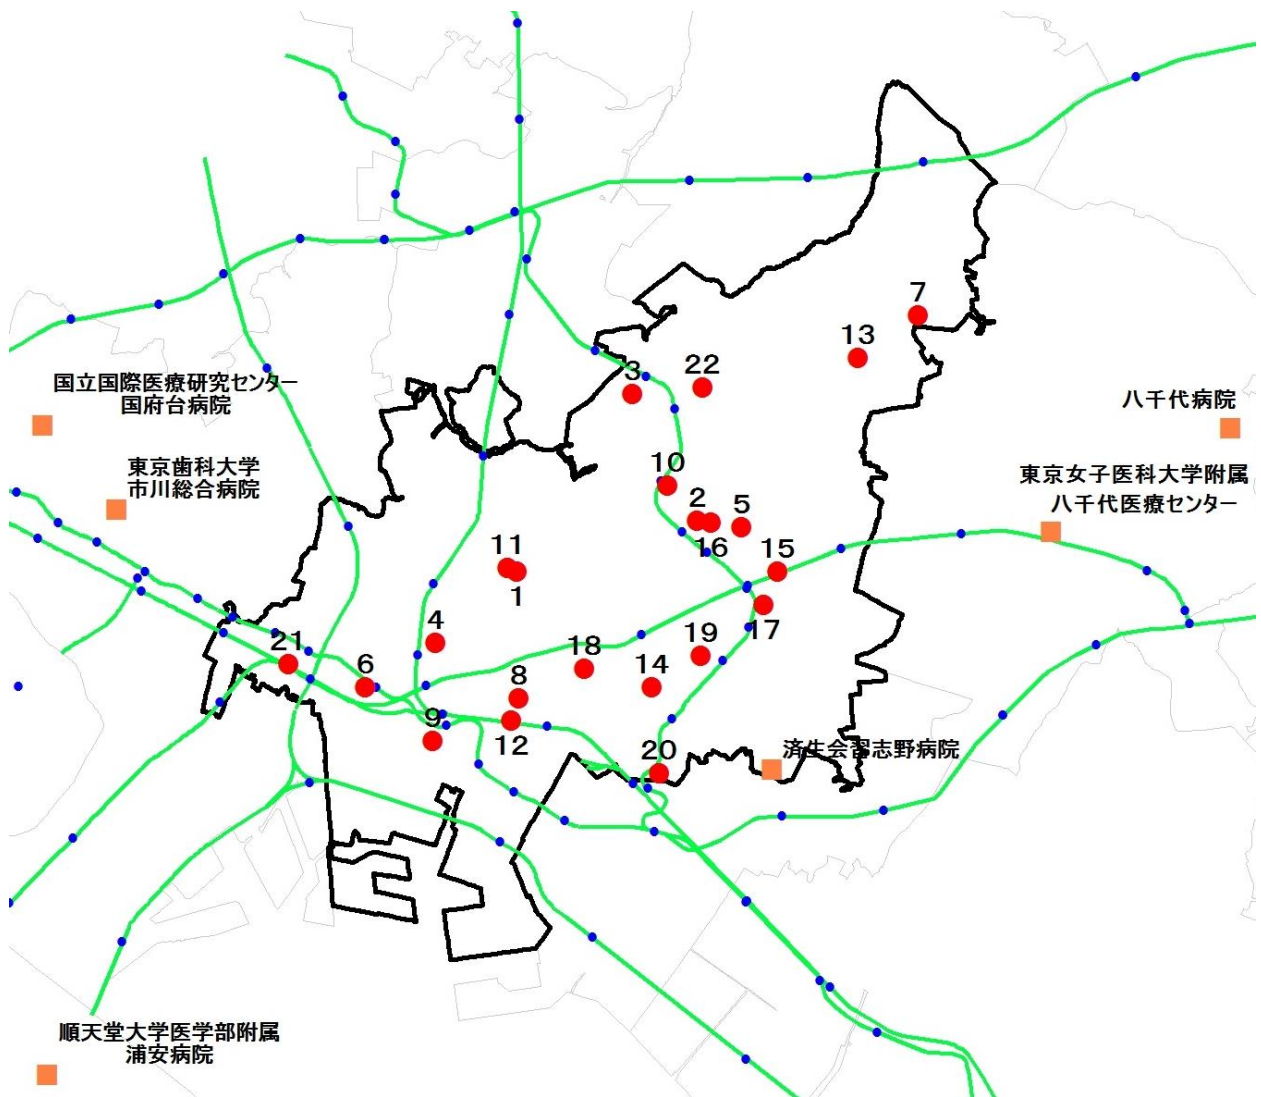 7
13
3
22
国立国際医療研究センター
国府台病院
八千代病院
東京歯科大学
市川総合病院
10
東京女子医科大学附属
八千代医療センター
2
5
16
11
15
1
4
17
18
19
21
6
14
8
9
12
20
済生会習志野病院
順天堂大学医学部附属
浦安病院